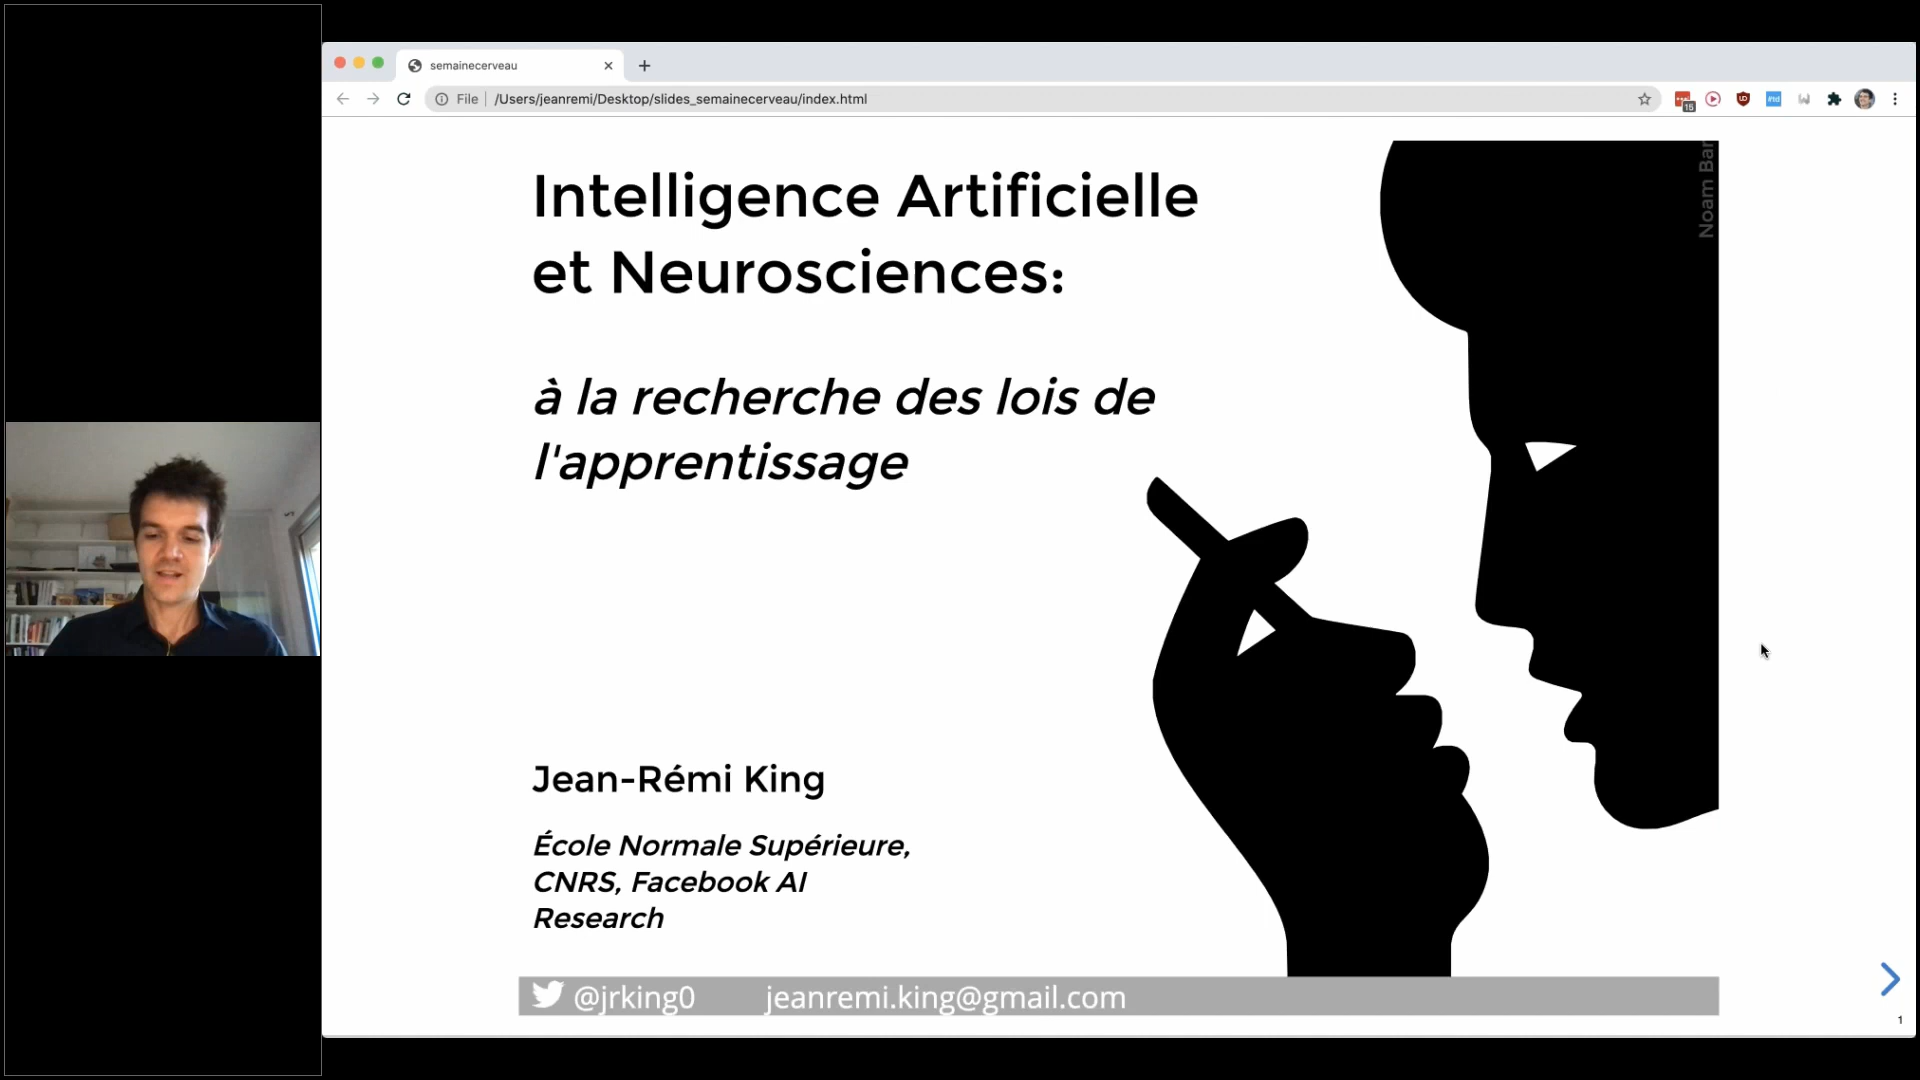 semainecerveau
File
/Users/jeanremi/Desktop/slides_semainecerveau/index.html
15
Intelligence Artificielle
et Neurosciences:
à la recherche des lois de
l'apprentissage
Noam Bar
Jean-Rémi King
École Normale Supérieure,
CNRS, Facebook AI
Research
@jrking0 jeanremi.king@gmail.com
1